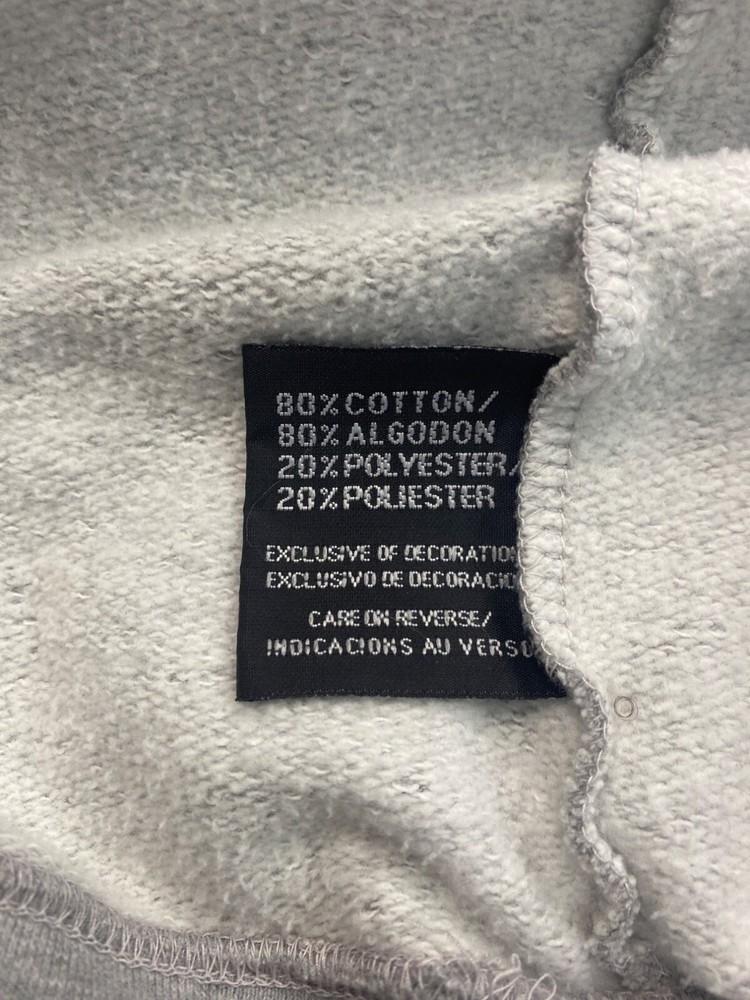 80%COTTON/
80%ALGODON
20%POLYESTER/
20%POLIESTER
EXCLUSIVE OF DECORATION
EXCLUSIVO DE DECORACIO
CARE ON REVERSE/
INDICACIONS AU VERSO